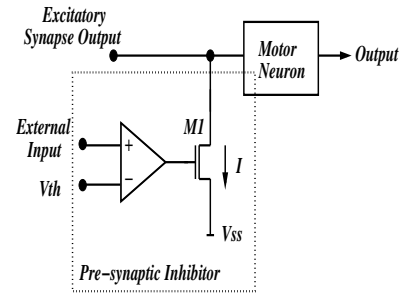 Excitatory
Synapse Output
Motor
Neuron
Output
External
Input
M1
+
−
Vth
I
Vss
Pre−synaptic Inhibitor